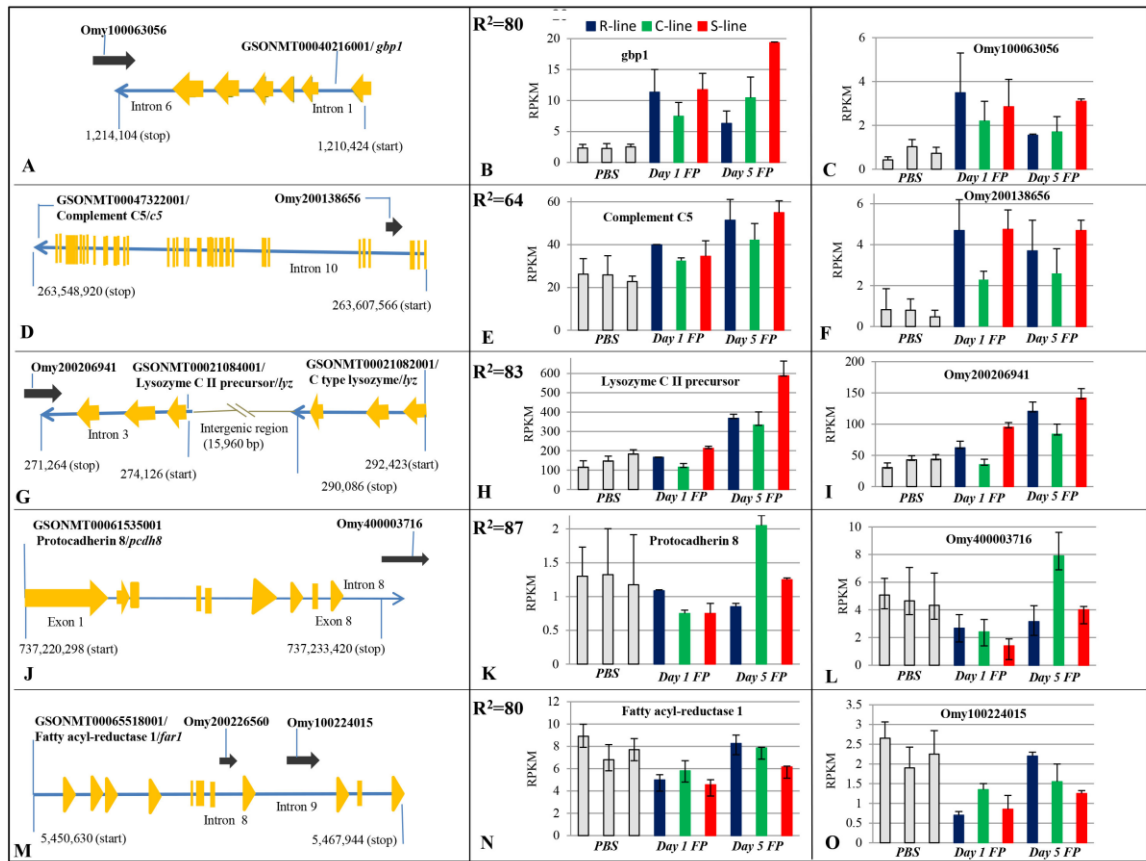 Omy100063056
GSONMT00040216001/ gbp1
Intron 6
Intron 1
1,214,104 (stop)
1,210,424 (start)
A
R²=80
R-line C-line S-line
gbp1
RPKM
20
15
10
5
0
PBS Day 1 FP Day 5 FP
B
Omy100063056
RPKM
6
4
2
0
PBS Day 1 FP Day 5 FP
C
GSONMT00047322001/
Complement C5/c5
Omy200138656
Intron 10
263,548,920 (stop)
263,607,566 (start)
D
R²=64
Complement C5
RPKM
60
40
20
0
PBS Day 1 FP Day 5 FP
E
Omy200138656
RPKM
6
4
2
0
PBS Day 1 FP Day 5 FP
F
Omy200206941
GSONMT00021084001/
Lysozyme C II precursor/lyz
GSONMT00021082001/
C type lysozyme/lyz
Intron 3
Intergenic region
(15,960 bp)
271,264 (stop)
274,126 (start)
292,423(start)
290,086 (stop)
G
R²=83
Lysozyme C II precursor
RPKM
600
500
400
300
200
100
0
PBS Day 1 FP Day 5 FP
H
Omy200206941
RPKM
200
150
100
50
0
PBS Day 1 FP Day 5 FP
I
GSONMT00061535001
Protocadherin 8/pcdh8
Omy400003716
Intron 8
Exon 1
Exon 8
737,220,298 (start)
737,233,420 (stop)
J
R²=87
Protocadherin 8
RPKM
2
1.5
1
0.5
0
PBS Day 1 FP Day 5 FP
K
Omy400003716
RPKM
10
8
6
4
2
0
PBS Day 1 FP Day 5 FP
L
GSONMT00065518001/
Fatty acyl-reductase 1/far1
Omy200226560
Omy100224015
Intron 8
Intron 9
5,450,630 (start)
5,467,944 (stop)
M
R²=80
Fatty acyl-reductase 1
RPKM
12
10
8
6
4
2
0
PBS Day 1 FP Day 5 FP
N
Omy100224015
RPKM
3.5
3
2.5
2
1.5
1
0.5
0
PBS Day 1 FP Day 5 FP
O